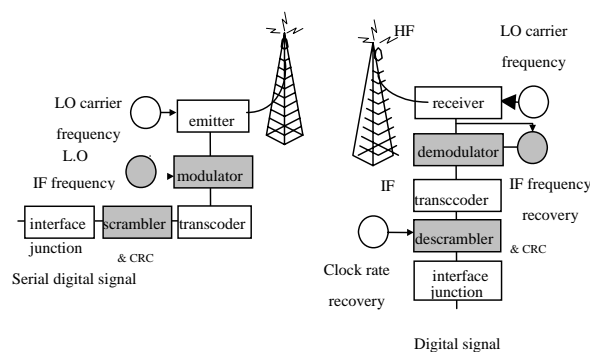 LO carrier
frequency
emitter
L.O
IF frequency
modulator
interface
junction
scrambler
transcoder
& CRC
Serial digital signal
HF
LO carrier
frequency
receiver
demodulator
IF
IF frequency
recovery
transccoder
descrambler
& CRC
Clock rate
recovery
interface
junction
Digital signal